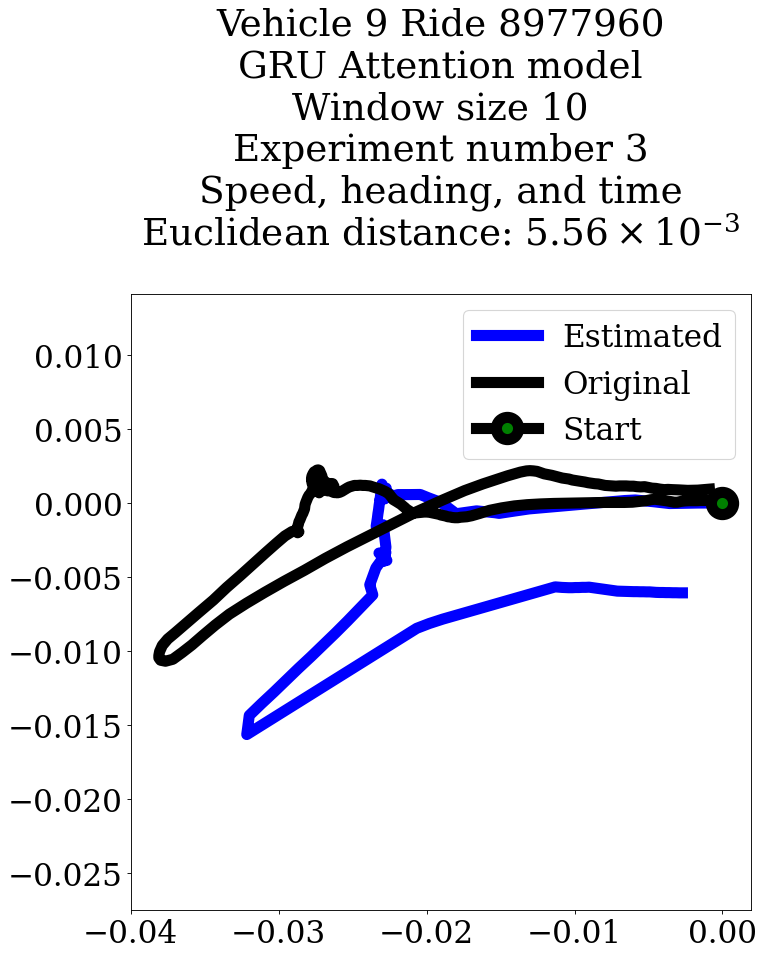 Vehicle 9 Ride 8977960
GRU Attention model
Window size 10
Experiment number 3
Speed, heading, and time
Euclidean distance: 5.56 × 10⁻³
Estimated
Original
Start
0.010
0.005
0.000
−0.005
−0.010
−0.015
−0.020
−0.025
−0.04 −0.03 −0.02 −0.01 0.00